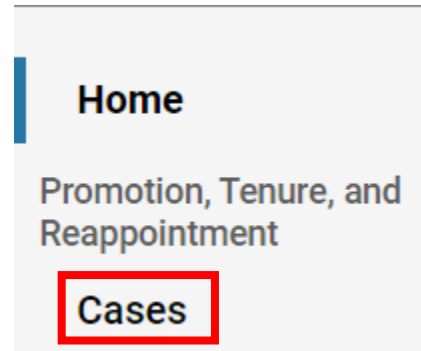 Home
Promotion, Tenure, and
Reappointment
Cases